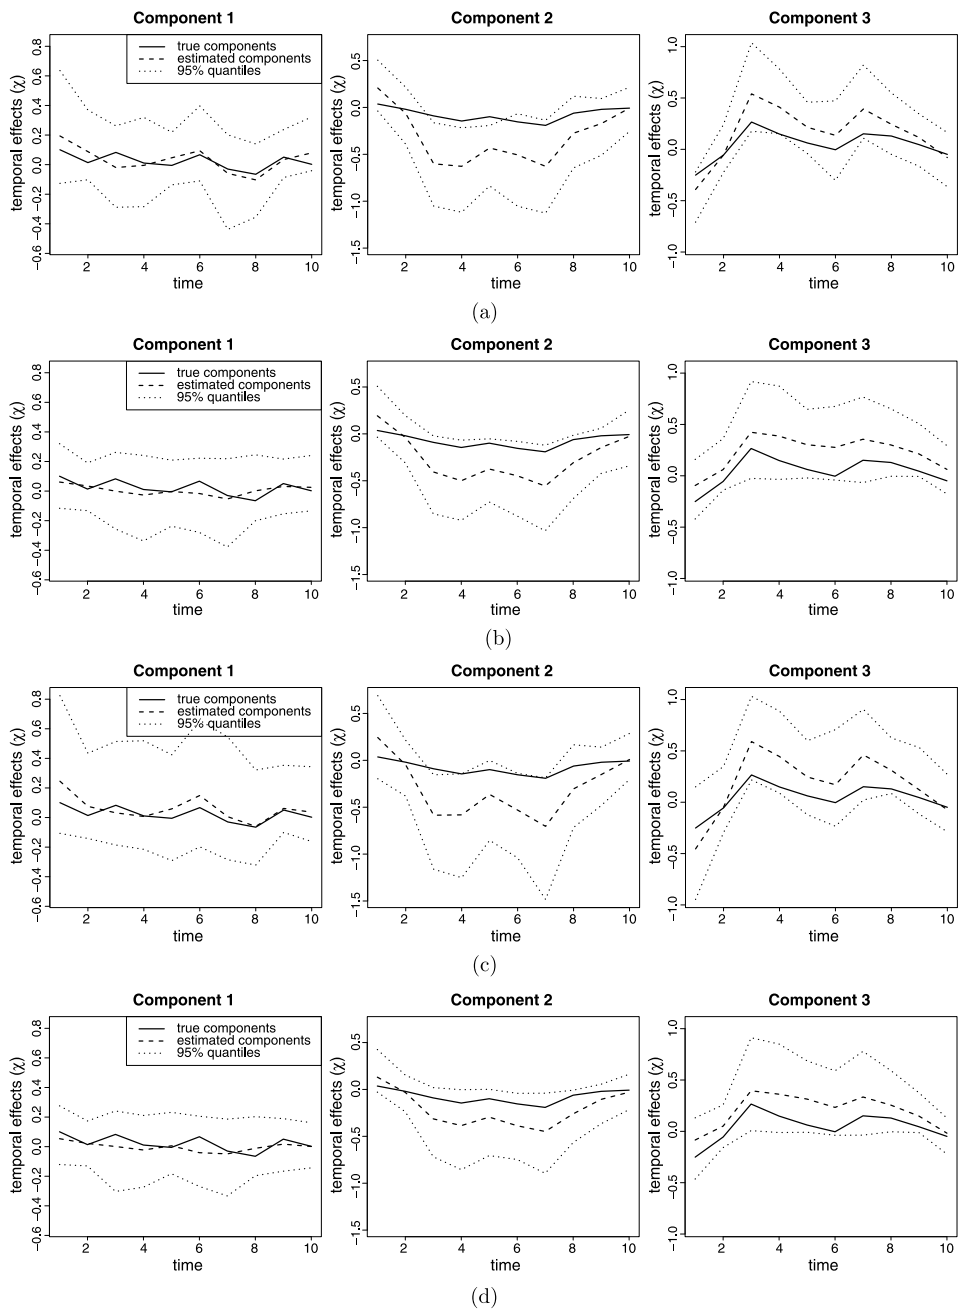 Component 1
Component 2
Component 3
temporal effects (χ)
−0.6 −0.4 −0.2 0.0 0.2 0.4 0.6 0.8
true components
estimated components
95% quantiles
2 4 6 8 10
time
temporal effects (χ)
−1.5 −1.0 −0.5 0.0 0.5
2 4 6 8 10
time
temporal effects (χ)
−1.0 −0.5 0.0 0.5 1.0
2 4 6 8 10
time
(a)
Component 1
Component 2
Component 3
temporal effects (χ)
−0.6 −0.4 −0.2 0.0 0.2 0.4 0.6 0.8
true components
estimated components
95% quantiles
2 4 6 8 10
time
temporal effects (χ)
−1.5 −1.0 −0.5 0.0 0.5
2 4 6 8 10
time
temporal effects (χ)
−1.0 −0.5 0.0 0.5 1.0
2 4 6 8 10
time
(b)
Component 1
Component 2
Component 3
temporal effects (χ)
−0.6 −0.4 −0.2 0.0 0.2 0.4 0.6 0.8
true components
estimated components
95% quantiles
2 4 6 8 10
time
temporal effects (χ)
−1.5 −1.0 −0.5 0.0 0.5
2 4 6 8 10
time
temporal effects (χ)
−1.0 −0.5 0.0 0.5 1.0
2 4 6 8 10
time
(c)
Component 1
Component 2
Component 3
temporal effects (χ)
−0.6 −0.4 −0.2 0.0 0.2 0.4 0.6 0.8
true components
estimated components
95% quantiles
2 4 6 8 10
time
temporal effects (χ)
−1.5 −1.0 −0.5 0.0 0.5
2 4 6 8 10
time
temporal effects (χ)
−1.0 −0.5 0.0 0.5 1.0
2 4 6 8 10
time
(d)